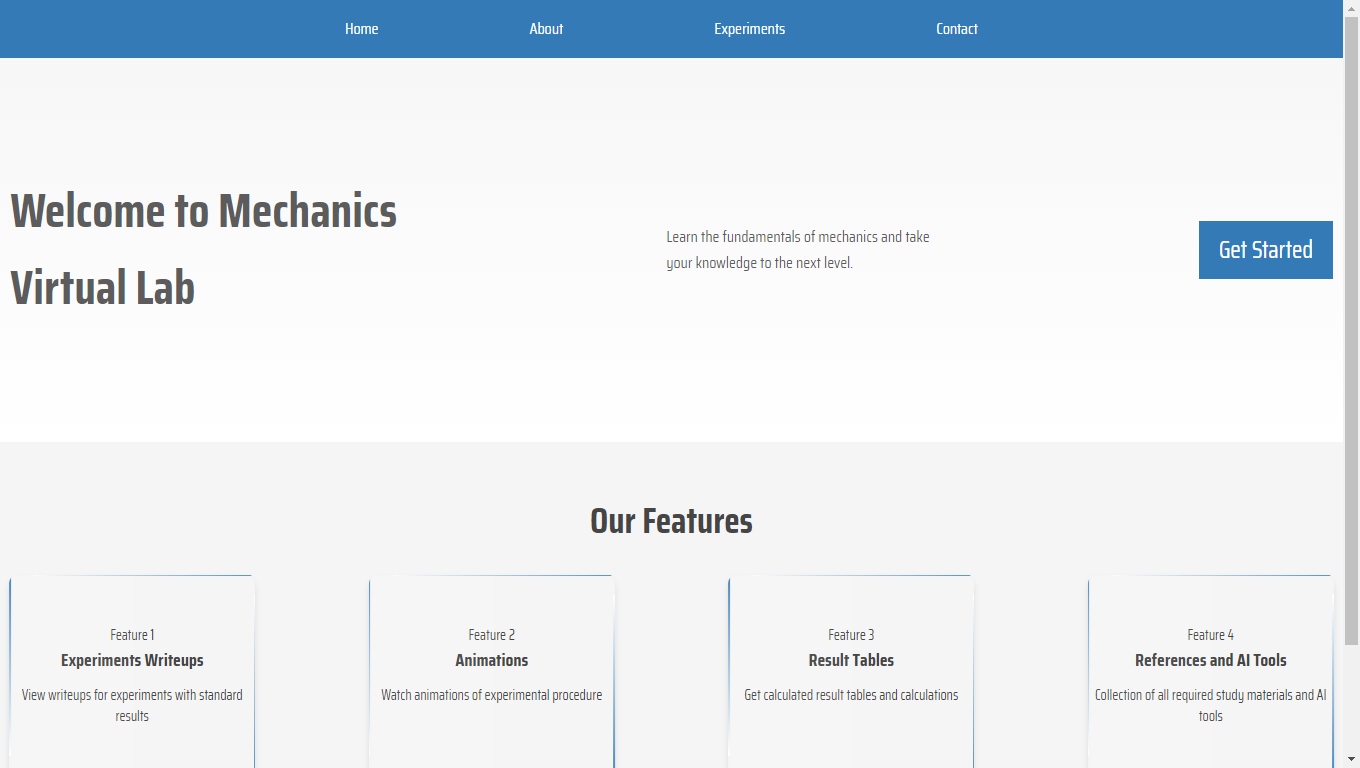 Home About Experiments Contact
Welcome to Mechanics
Virtual Lab
Learn the fundamentals of mechanics and take
your knowledge to the next level.
Get Started
Our Features
Feature 1
Experiments Writeups
View writeups for experiments with standard
results
Feature 2
Animations
Watch animations of experimental procedure
Feature 3
Result Tables
Get calculated result tables and calculations
Feature 4
References and AI Tools
Collection of all required study materials and AI
tools